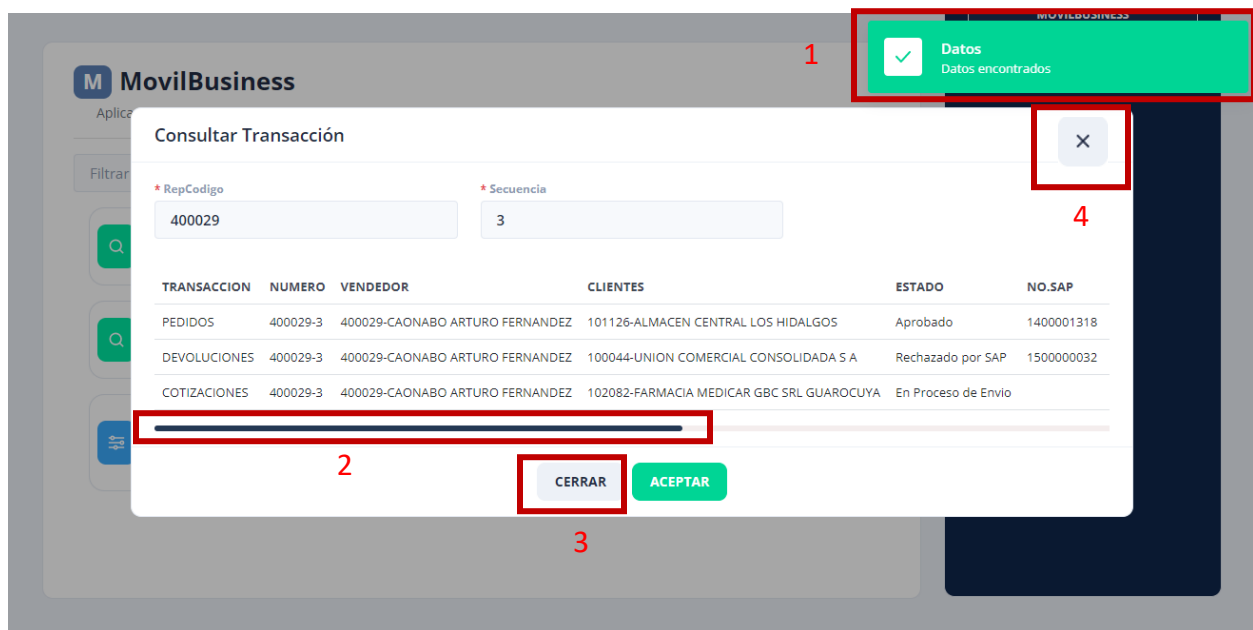 MOVILBUSINESS
1
Datos
Datos encontrados
M MovilBusiness
Aplica
Consultar Transacción
4
Filtrar
* RepCodigo * Secuencia
400029 3
TRANSACCION NUMERO VENDEDOR CLIENTES ESTADO NO.SAP
PEDIDOS 400029-3 400029-CAONABO ARTURO FERNANDEZ 101126-ALMACEN CENTRAL LOS HIDALGOS Aprobado 1400001318
DEVOLUCIONES 400029-3 400029-CAONABO ARTURO FERNANDEZ 100044-UNION COMERCIAL CONSOLIDADA S A Rechazado por SAP 1500000032
COTIZACIONES 400029-3 400029-CAONABO ARTURO FERNANDEZ 102082-FARMACIA MEDICAR GBC SRL GUAROCUYA En Proceso de Envio
2
CERRAR ACEPTAR
3